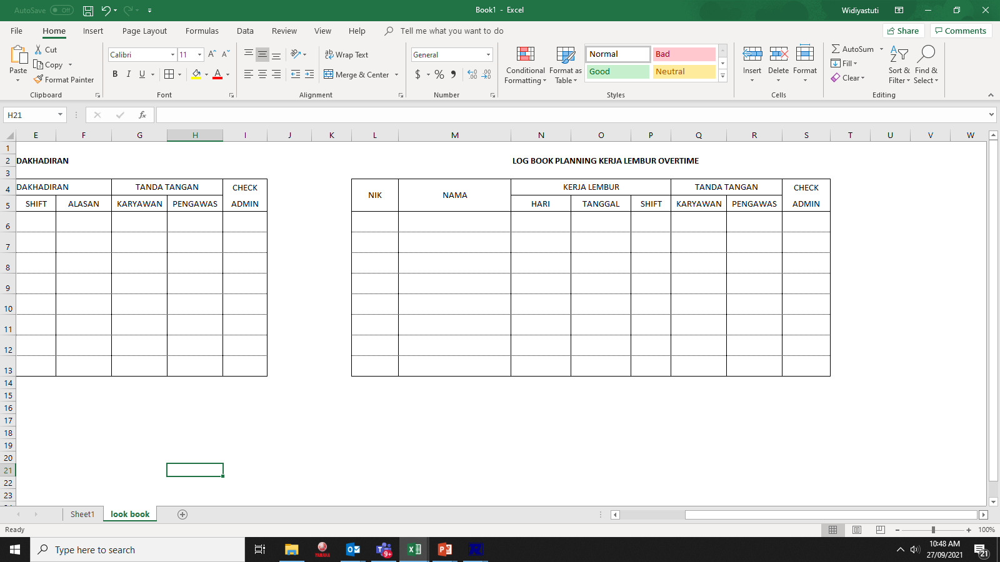 AutoSave Off
Book1 - Excel
Widiyastuti
File Home Insert Page Layout Formulas Data Review View Help Tell me what you want to do
Share Comments
Paste
Cut
Copy
Format Painter
Clipboard
Calibri 11
B I U
Font
Wrap Text
Merge & Center
Alignment
General
Number
Conditional Formatting
Format as Table
Normal Bad
Good Neutral
Styles
Insert Delete Format
Cells
AutoSum
Fill
Clear
Sort & Filter
Find & Select
Editing
H21
fx
E F G H I J K L M N O P Q R S T U V W
1
2 DAKHADIRAN LOG BOOK PLANNING KERJA LEMBUR OVERTIME
3
4 DAKHADIRAN TANDA TANGAN CHECK NIK NAMA KERJA LEMBUR TANDA TANGAN CHECK
5 SHIFT ALASAN KARYAWAN PENGAWAS ADMIN HARI TANGGAL SHIFT KARYAWAN PENGAWAS ADMIN
6
7
8
9
10
11
12
13
14
15
16
17
18
19
20
21
22
23
Sheet1 look book
Ready
100%
Type here to search
YAMAHA
9+
10:48 AM
27/09/2021
21